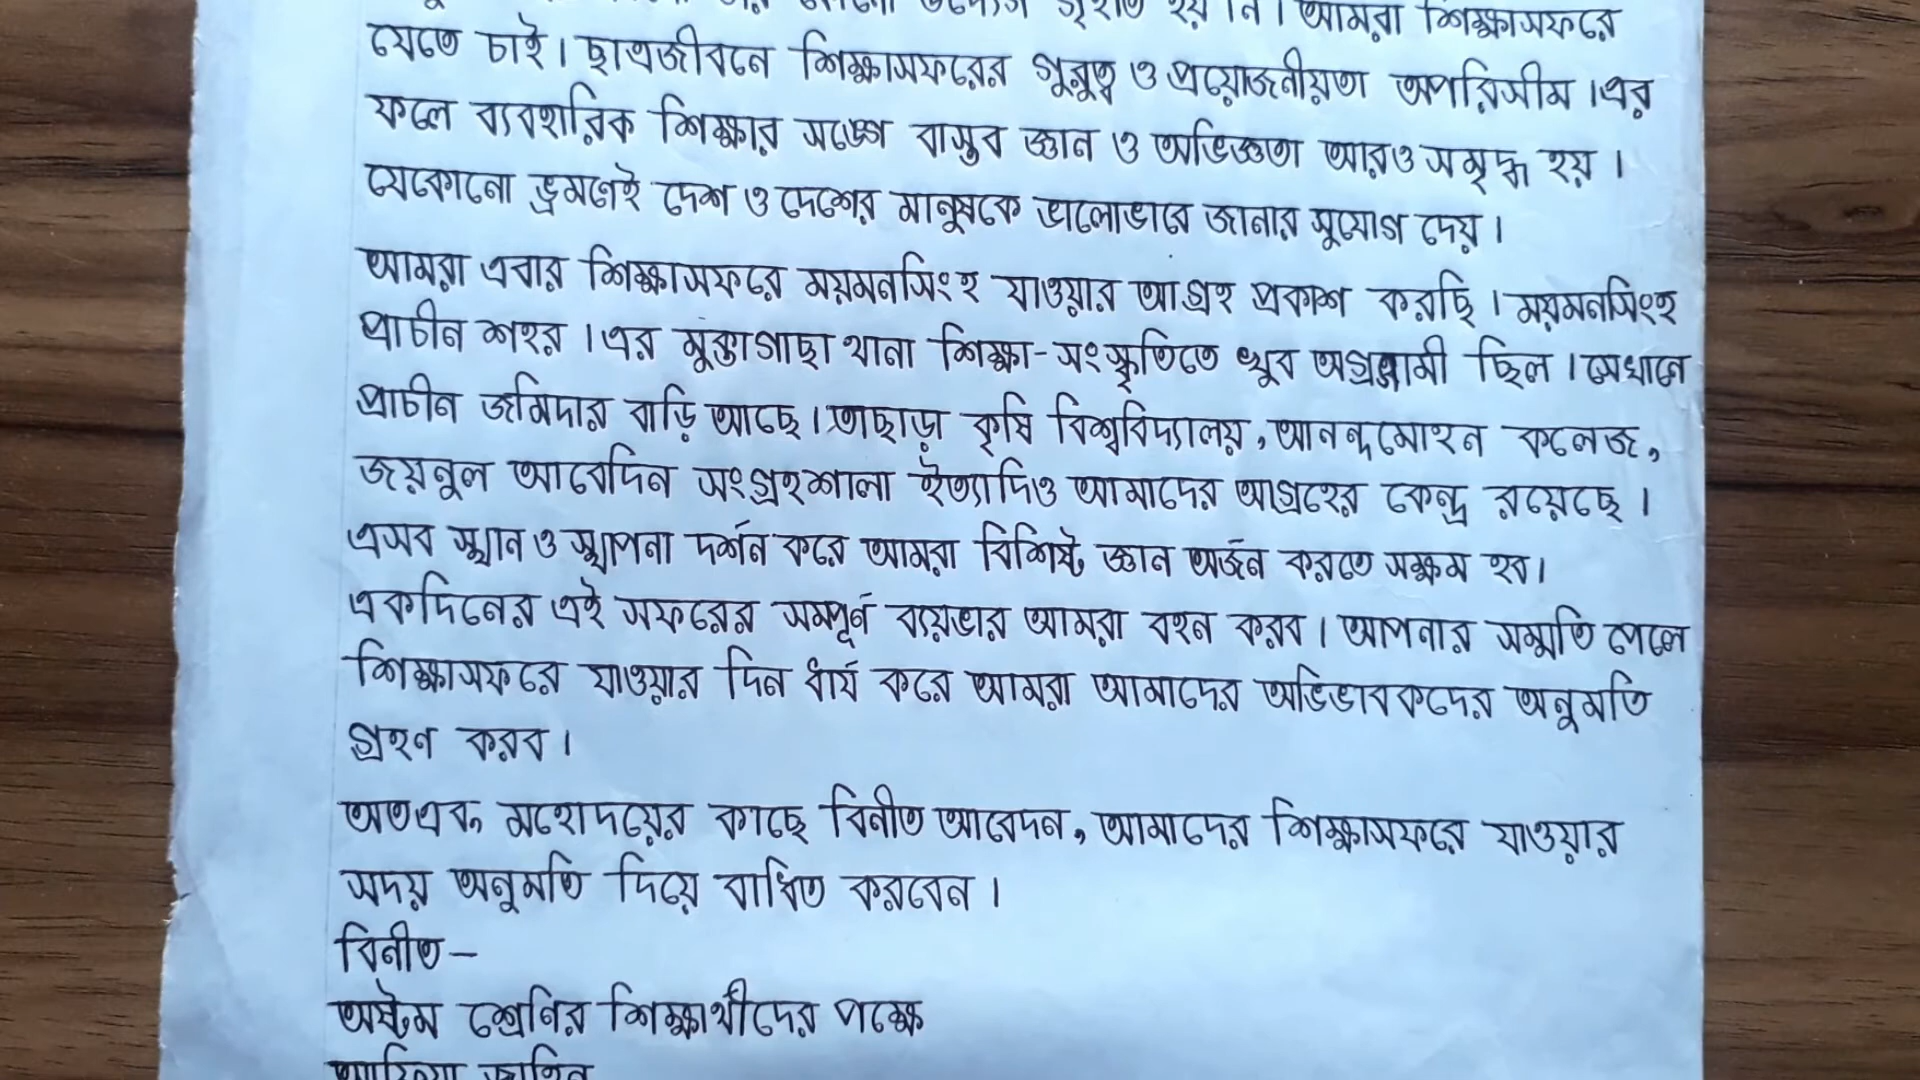 গৃহীত হয়নি। আমরা শিক্ষাসফরে
যেতে চাই। ছাত্রজীবনে শিক্ষাসফরের গুরুত্ব ও প্রয়োজনীয়তা অপরিসীম। এর
ফলে ব্যবহারিক শিক্ষার সঙ্গে বাস্তব জ্ঞান ও অভিজ্ঞতা আরও সমৃদ্ধ হয়।
যেকোনো ভ্রমণেই দেশ ও দেশের মানুষকে ভালোভাবে জানার সুযোগ দেয়।
আমরা এবার শিক্ষাসফরে ময়মনসিংহ যাওয়ার আগ্রহ প্রকাশ করছি। ময়মনসিংহ
প্রাচীন শহর। এর মুক্তাগাছা থানা শিক্ষা-সংস্কৃতিতে খুব অগ্রগামী ছিল। সেখানে
প্রাচীন জমিদার বাড়ি আছে। তাছাড়া কৃষি বিশ্ববিদ্যালয়, আনন্দমোহন কলেজ,
জয়নুল আবেদিন সংগ্রহশালা ইত্যাদিও আমাদের আগ্রহের কেন্দ্র রয়েছে।
এসব স্থান ও স্থাপনা দর্শন করে আমরা বিশিষ্ট জ্ঞান অর্জন করতে সক্ষম হব।
একদিনের এই সফরের সম্পূর্ণ ব্যয়ভার আমরা বহন করব। আপনার সম্মতি পেলে
শিক্ষাসফরে যাওয়ার দিন ধার্য করে আমরা আমাদের অভিভাবকদের অনুমতি
গ্রহণ করব।
অতএব মহোদয়ের কাছে বিনীত আবেদন, আমাদের শিক্ষাসফরে যাওয়ার
সদয় অনুমতি দিয়ে বাধিত করবেন।
বিনীত-
অষ্টম শ্রেণির শিক্ষার্থীদের পক্ষে